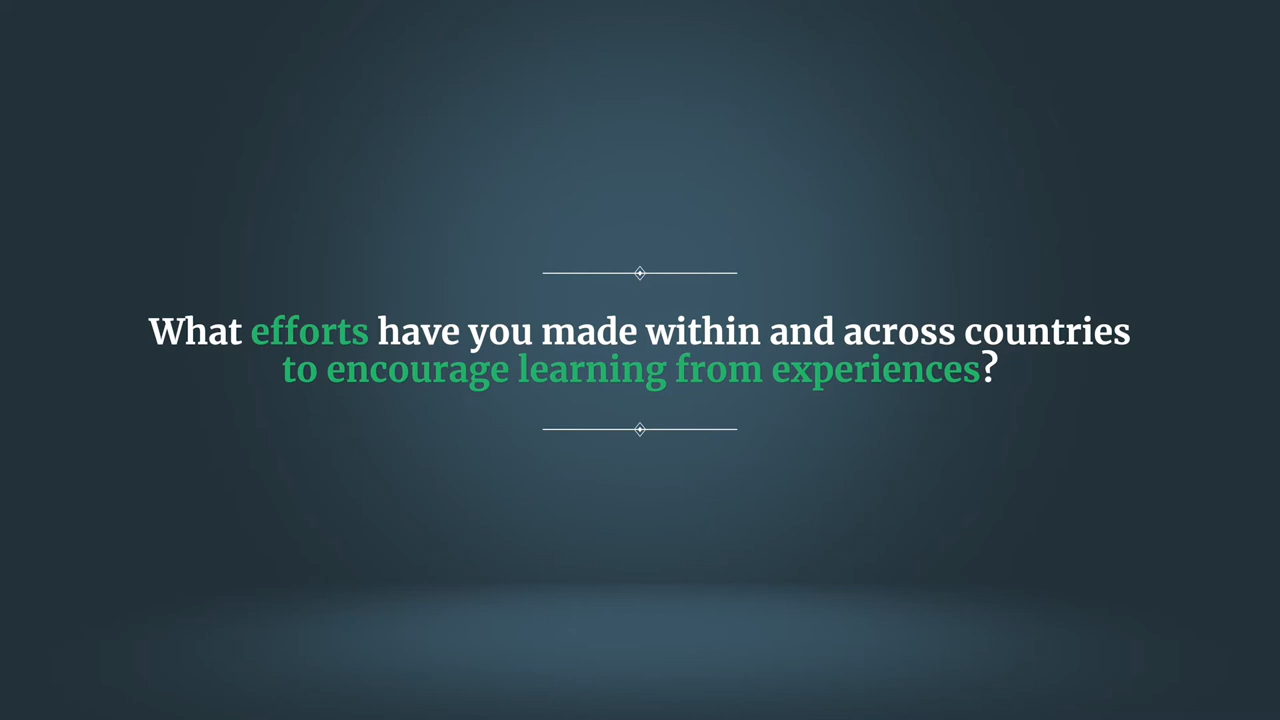 What efforts have you made within and across countries
to encourage learning from experiences?